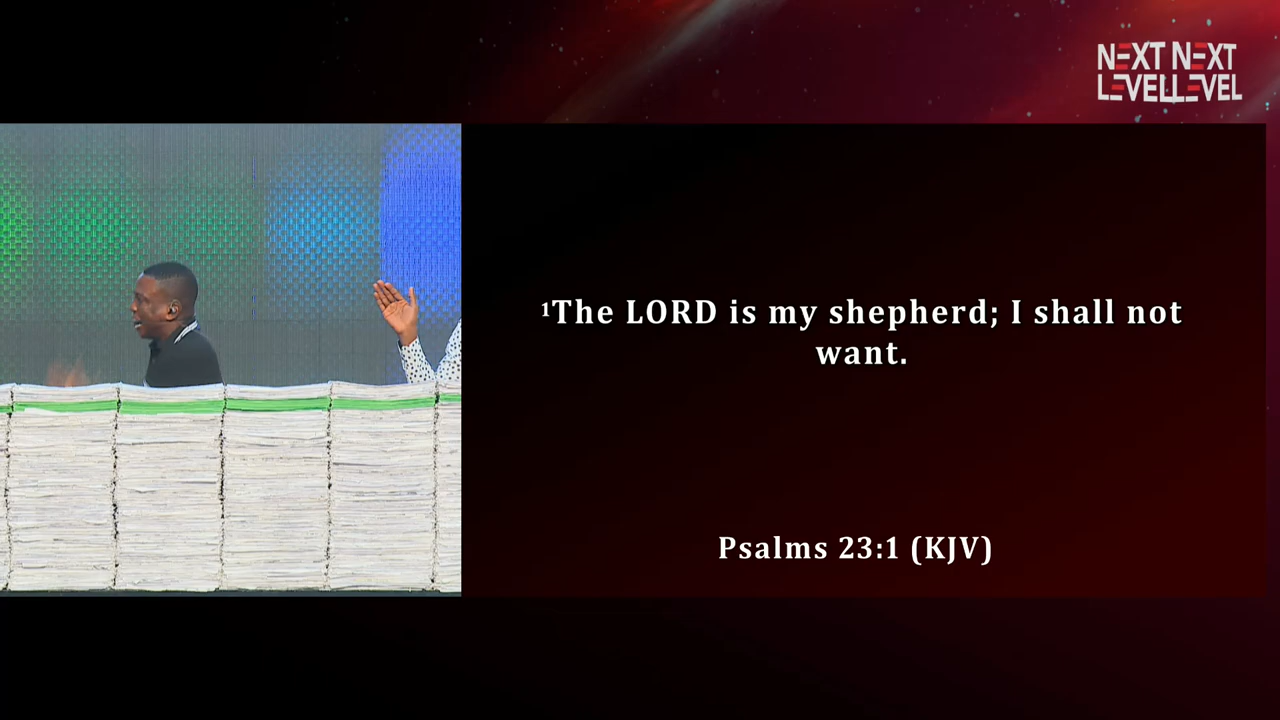 NEXT NEXT
LEVEL LEVEL
¹The LORD is my shepherd; I shall not
want.
Psalms 23:1 (KJV)